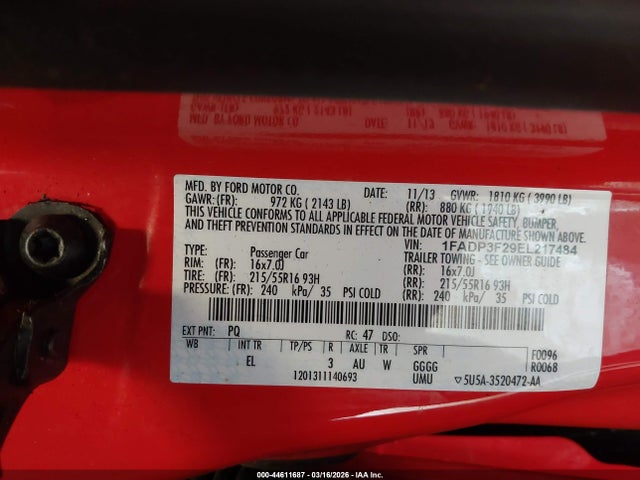 MFD. BY FORD MOTOR CO. DATE: 11/13 GVWR: 1810 KG ( 3990 LB)
GAWR: (FR) 972 KG ( 2143 LB) (RR) 880 KG ( 1940 LB)
THIS VEHICLE CONFORMS TO ALL APPLICABLE FEDERAL MOTOR VEHICLE SAFETY, BUMPER,
AND THEFT PREVENTION STANDARDS IN EFFECT ON THE DATE OF MANUFACTURE SHOWN ABOVE.
VIN: 1FADP3F29EL217484
TYPE: Passenger Car TRAILER TOWING - SEE OWNER GUIDE
RIM: (FR): 16x7.0J (RR): 16x7.0J
TIRE: (FR): 215/55R16 93H (RR): 215/55R16 93H
PRESSURE: (FR): 240 kPa/ 35 PSI COLD (RR): 240 kPa/ 35 PSI COLD
EXT PNT: PQ RC: 47 DSO:
WB INT TR TP/PS R AXLE TR SPR F0096
EL 3 AU W GGGG R0068
1201311140693 UMU 5U5A-3520472-AA
000-44611687 - 03/16/2026 - IAA Inc.